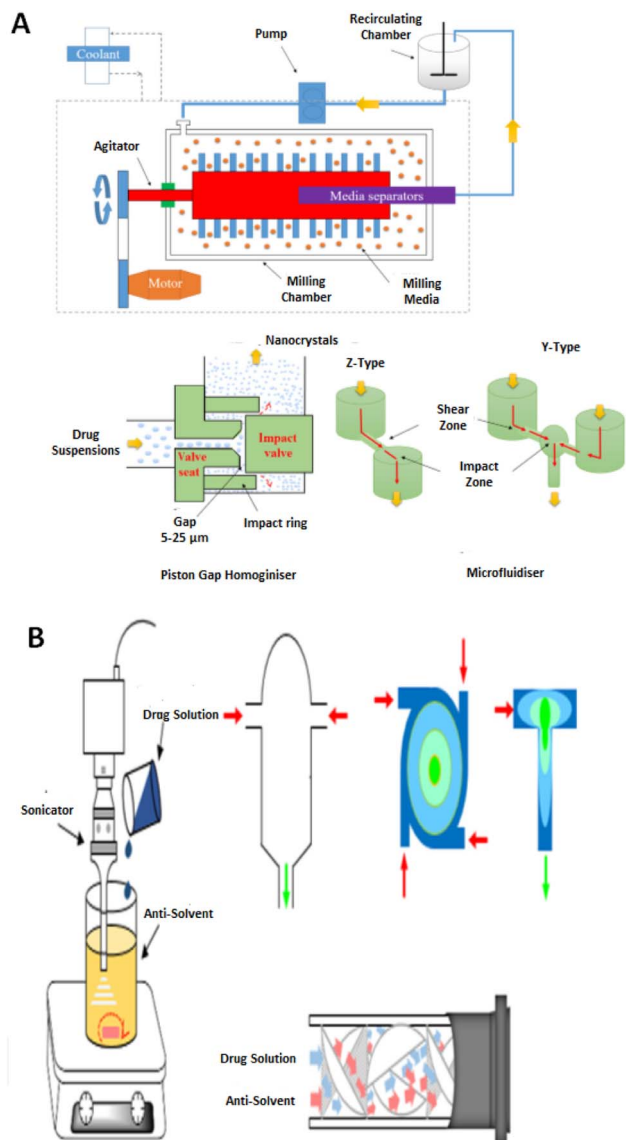 A
Recirculating
Chamber
Pump
Coolant
Agitator
Media separators
Motor
Milling
Chamber
Milling
Media
Nanocrystals
Z-Type
Y-Type
Drug
Suspensions
Impact
valve
Valve
seat
Shear
Zone
Impact
Zone
Gap
5-25 µm
Impact ring
Piston Gap Homoginiser
Microfluidiser
B
Drug Solution
Sonicator
Anti-Solvent
Drug Solution
Anti-Solvent